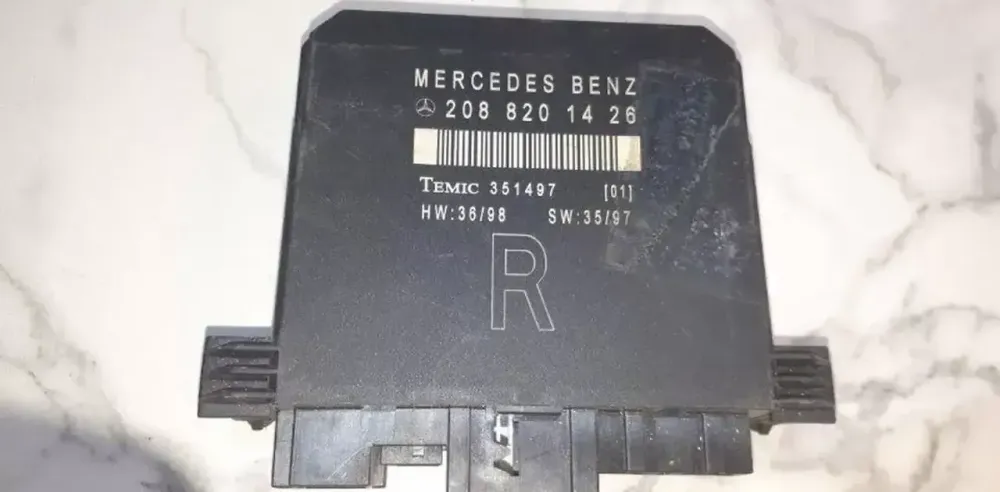 MERCEDES BENZ
208 820 14 26
TEMIC 351497 [01]
HW:36/98 SW:35/97
R